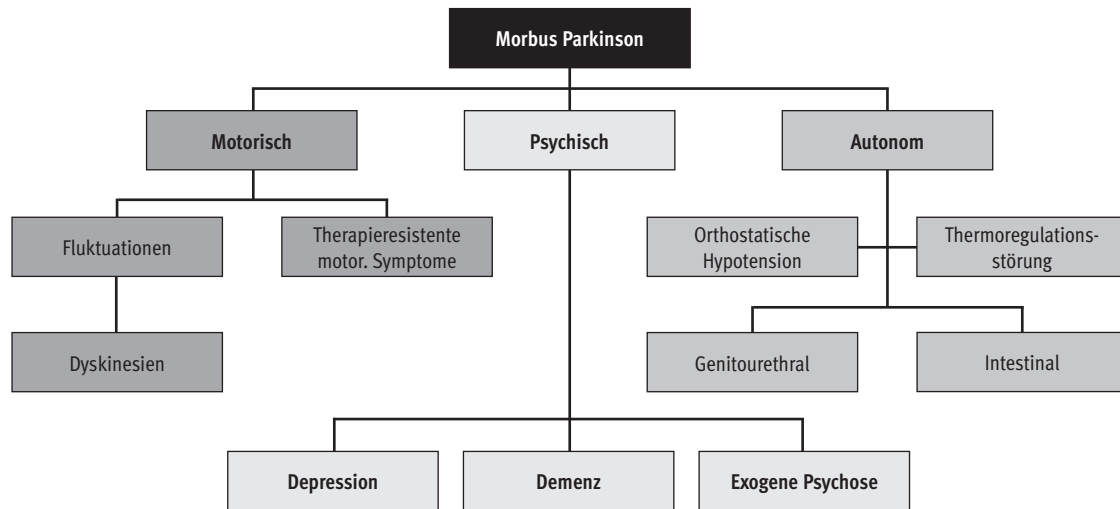 Morbus Parkinson
Motorisch
Psychisch
Autonom
Fluktuationen
Therapieresistente
motor. Symptome
Orthostatische
Hypotension
Thermoregulations-
störung
Dyskinesien
Genitourethral
Intestinal
Depression
Demenz
Exogene Psychose